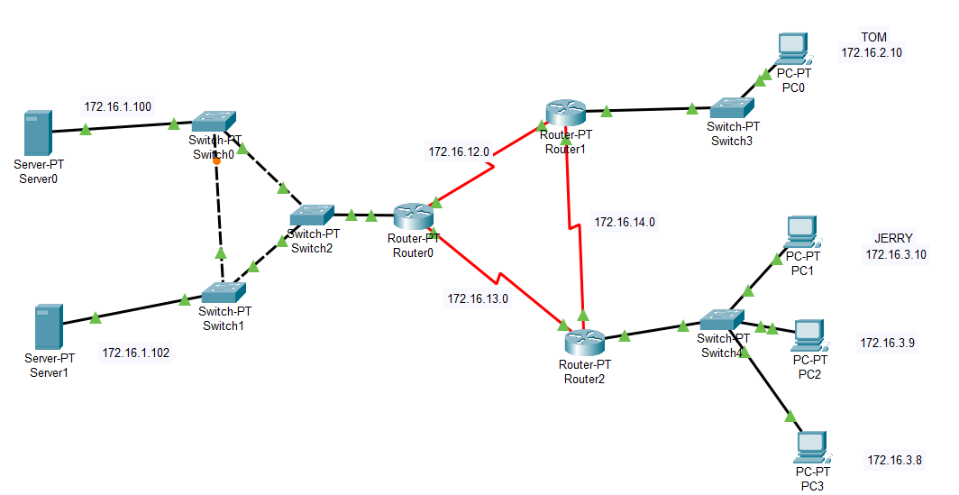 TOM
172.16.2.10
PC-PT
PC0
172.16.1.100
Switch-PT
Switch0
Server-PT
Server0
Router-PT
Router1
Switch-PT
Switch3
172.16.12.0
172.16.14.0
Switch-PT
Switch2
Router-PT
Router0
JERRY
172.16.3.10
PC-PT
PC1
172.16.13.0
Switch-PT
Switch1
Server-PT
Server1
172.16.1.102
Router-PT
Router2
Switch-PT
Switch4
172.16.3.9
PC-PT
PC2
172.16.3.8
PC-PT
PC3